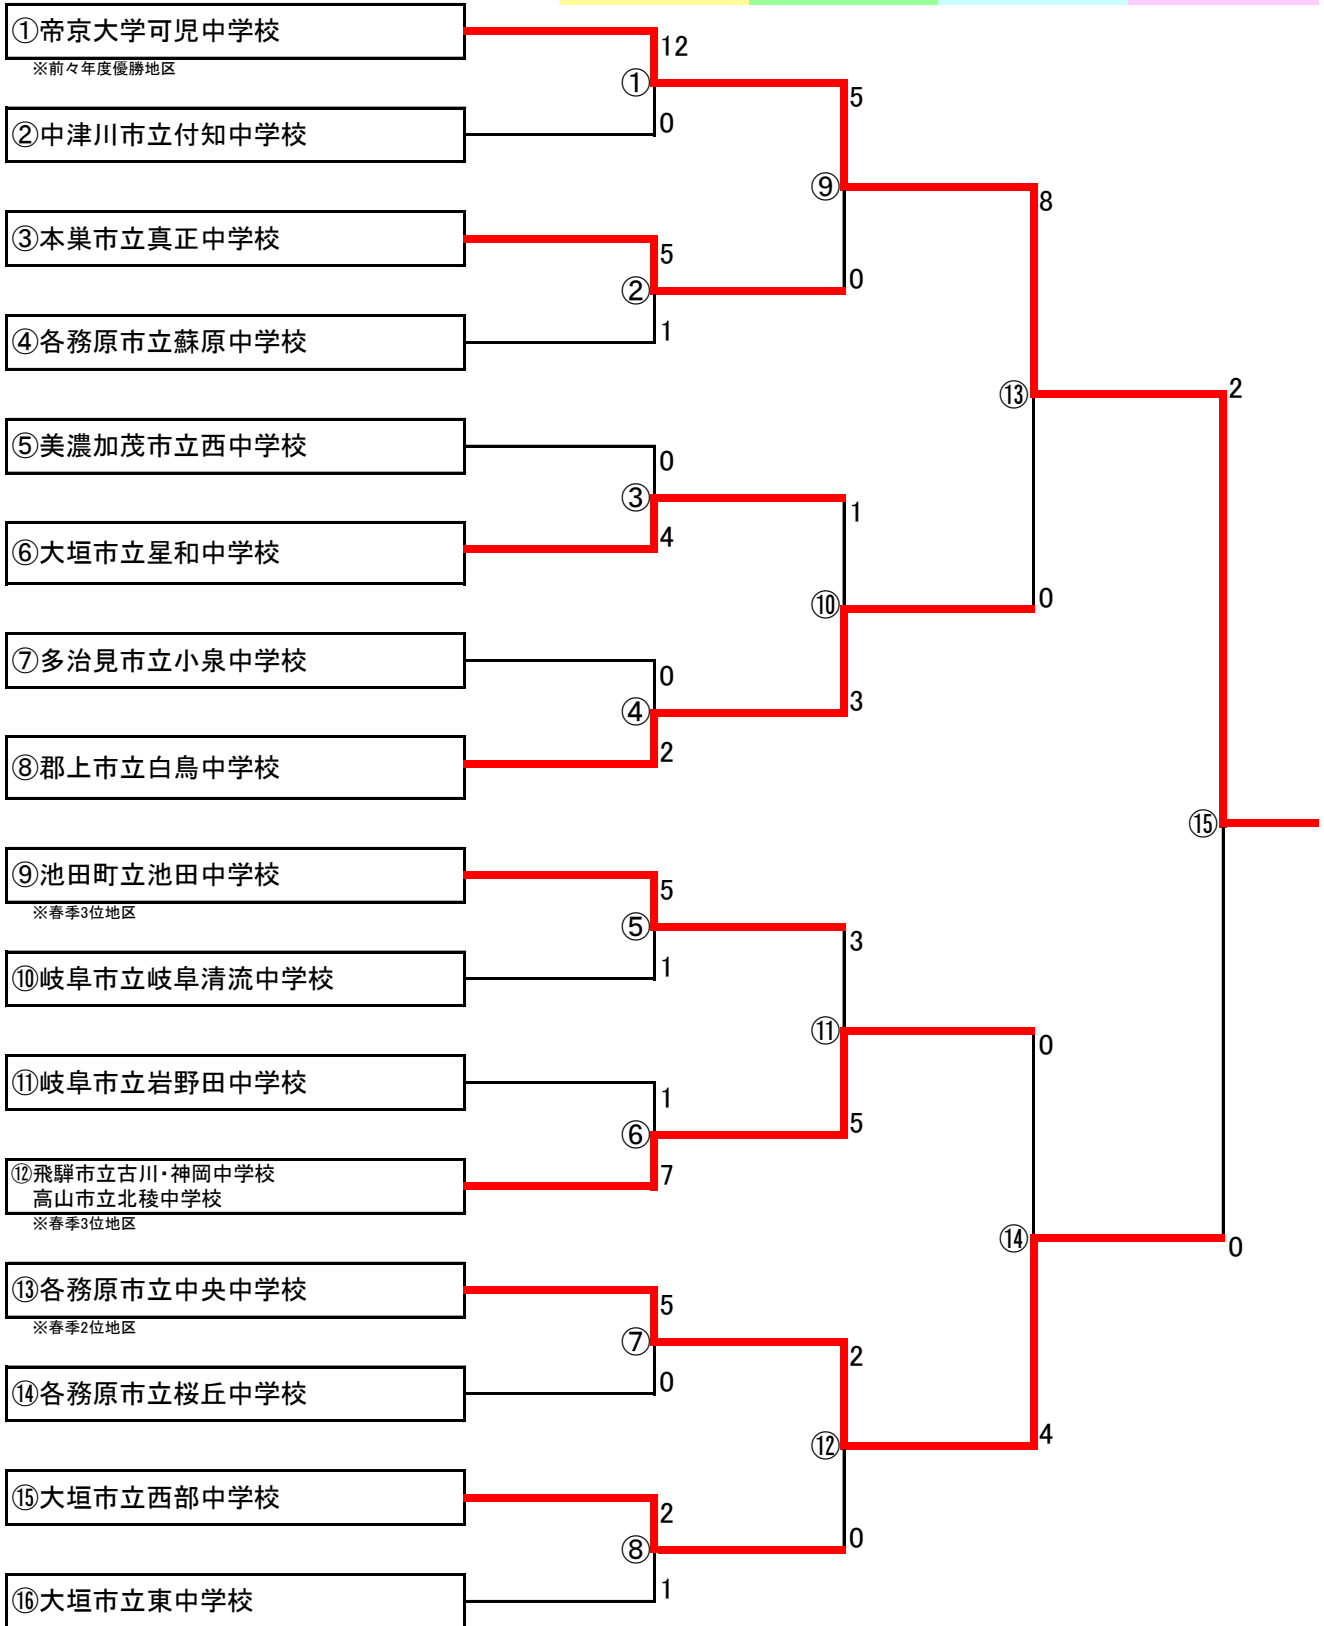 ①帝京大学可児中学校
※前々年度優勝地区
12
①
5
②中津川市立付知中学校
0
⑨
8
③本巣市立真正中学校
5
②
0
④各務原市立蘇原中学校
1
⑬
2
⑤美濃加茂市立西中学校
0
③
1
⑥大垣市立星和中学校
4
⑩
0
⑦多治見市立小泉中学校
0
④
3
⑧郡上市立白鳥中学校
2
⑮
⑨池田町立池田中学校
※春季3位地区
5
⑤
3
⑩岐阜市立岐阜清流中学校
1
⑪
0
⑪岐阜市立岩野田中学校
1
⑥
5
⑫飛騨市立古川・神岡中学校
高山市立北稜中学校
※春季3位地区
7
⑭
0
⑬各務原市立中央中学校
※春季2位地区
5
⑦
2
⑭各務原市立桜丘中学校
0
⑫
4
⑮大垣市立西部中学校
2
⑧
0
⑯大垣市立東中学校
1